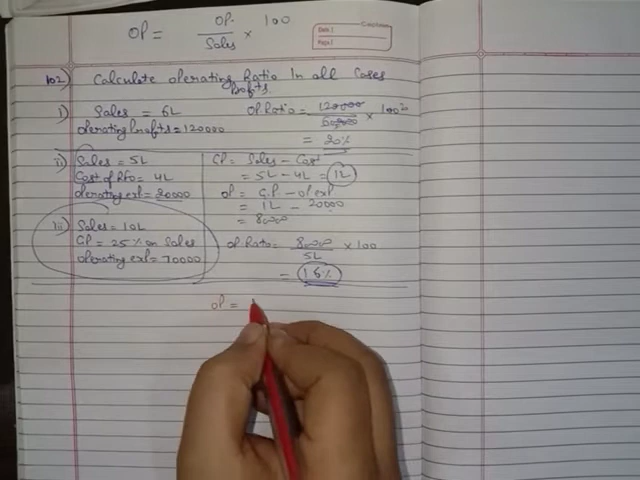 OP = OP. / Sales × 100
Date
Page
102) Calculate Operating Ratio In all Cases
Profits
i) Sales = 6L
Operating Profits = 120000
OP. Ratio = 120000 / 600000 × 100
= 20%
ii) Sales = 5L
Cost of RFO = 4L
Operating exp = 20000
GP = Sales - Cost
= 5L - 4L = 1L
OP = G.P - OP exp
= 1L - 20000
= 80000
OP Ratio = 80000 / 5L × 100
= 16%
iii) Sales = 10L
GP = 25% on Sales
Operating exp = 70000
OP =